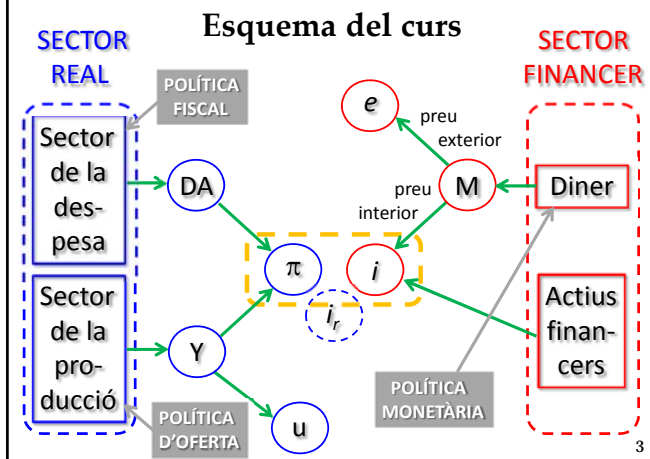 Esquema del curs
SECTOR
REAL
SECTOR
FINANCER
POLÍTICA
FISCAL
Sector
de la
des-
pesa
DA
e
preu
exterior
preu
interior
M
Diner
π
i
i_r
Sector
de la
pro-
ducció
Y
u
POLÍTICA
D'OFERTA
POLÍTICA
MONETÀRIA
Actius
finan-
cers
3